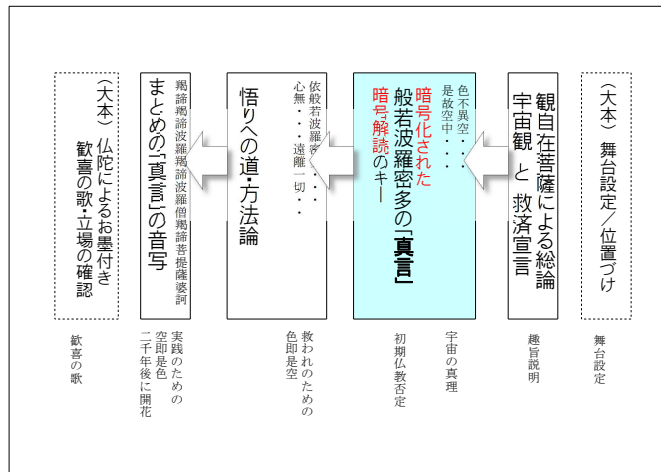 (大本) 舞台設定/位置づけ
観自在菩薩による総論
宇宙観 と 救済宣言
色不異空・・・
是故空中・・・
暗号化された
般若波羅密多の「真言」
暗号解読のキー
依般若波羅密・・・・
心無・・・遠離一切・・
悟りへの道・方法論
羯諦羯諦波羅羯諦波羅僧羯諦菩提薩婆訶
まとめの「真言」の音写
(大本) 仏陀によるお墨付き
歓喜の歌・立場の確認
舞台設定
趣旨説明
宇宙の真理
初期仏教否定
救われのための
色即是空
実践のための
空即是色
二千年後に開花
歓喜の歌